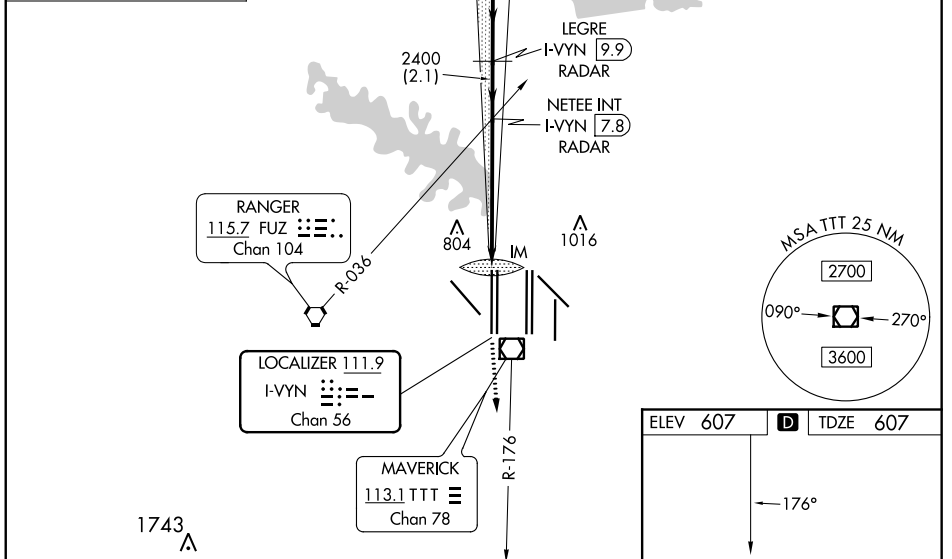 LEGRE
I-VYN 9.9
RADAR
2400
(2.1)
NETEE INT
I-VYN 7.8
RADAR
RANGER
115.7 FUZ
Chan 104
R-036
804
1016
IM
MSA TTT 25 NM
2700
090°
270°
3600
LOCALIZER 111.9
I-VYN
Chan 56
MAVERICK
113.1 TTT
Chan 78
R-176
1743
ELEV 607 D TDZE 607
176°